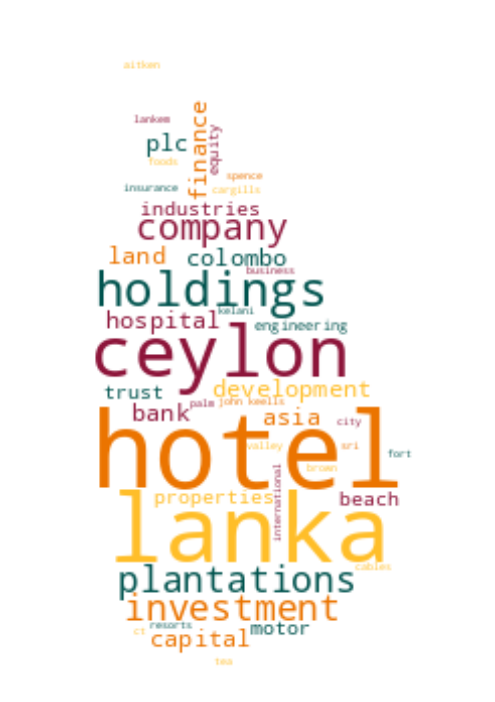 aitken
lankem
finance
equity
plc
foods
spence
insurance
cargills
industries
company
land
colombo
business
holdings
kelani
hospital
engineering
ceylon
trust
development
palm
john keells
bank
asia
city
hotel
valley
sri
fort
brown
international
properties
beach
lanka
cables
plantations
investment
resorts
motor
ct
capital
tea